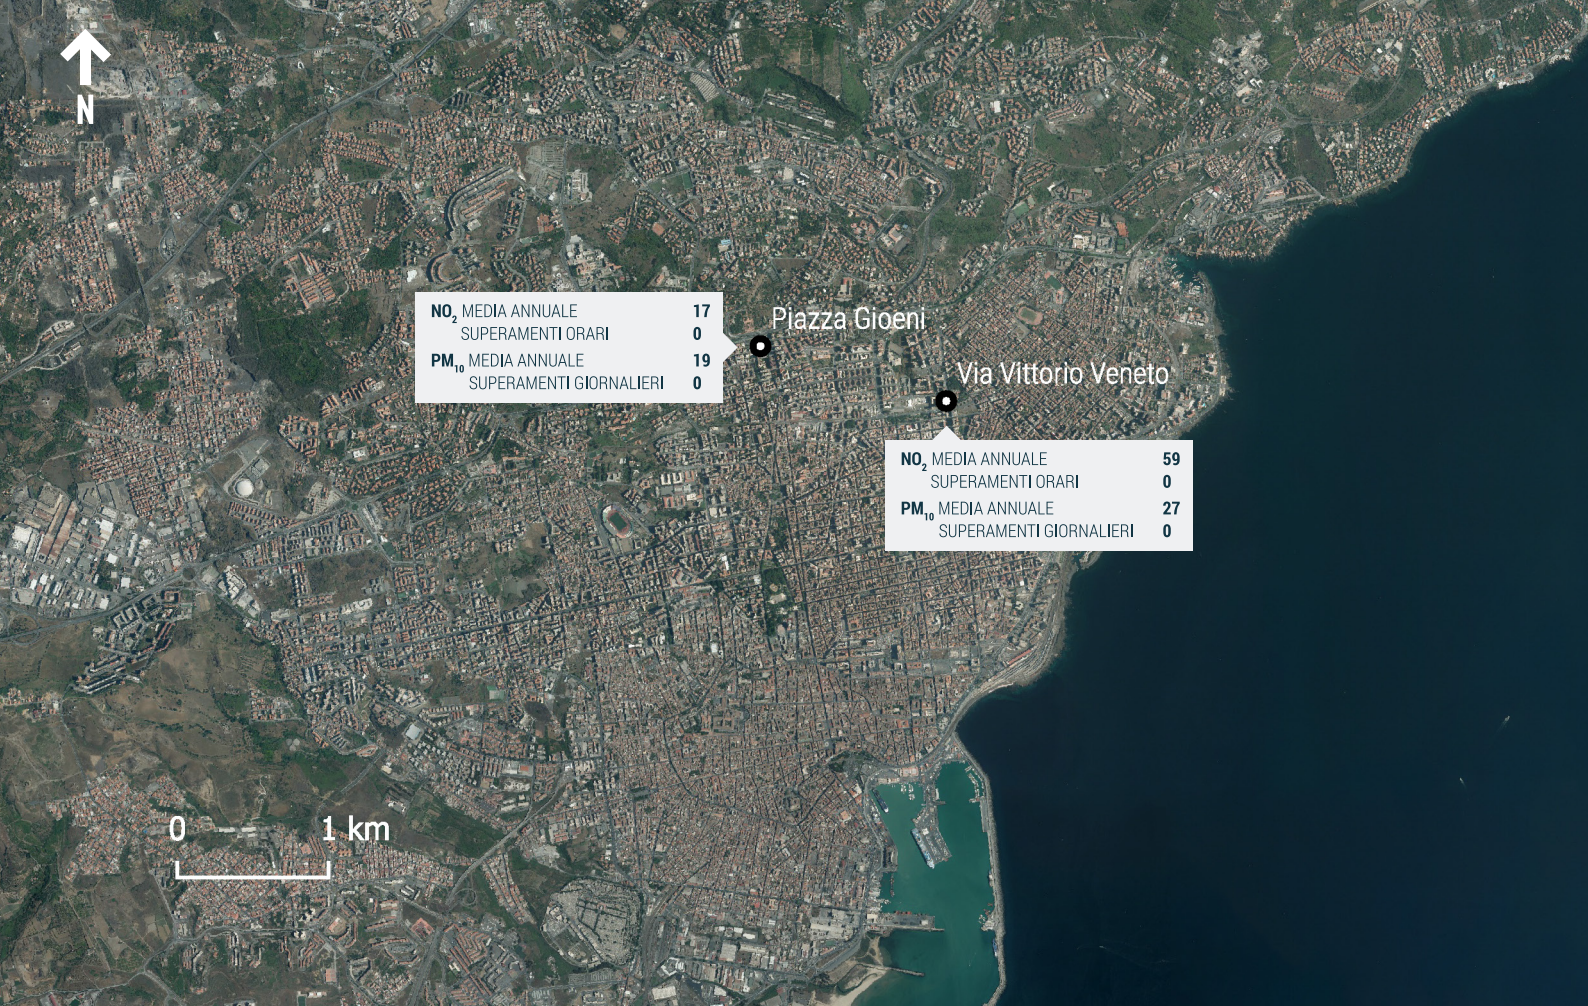 N
Piazza Gioeni
NO2 MEDIA ANNUALE 17
SUPERAMENTI ORARI 0
PM10 MEDIA ANNUALE 19
SUPERAMENTI GIORNALIERI 0
Via Vittorio Veneto
NO2 MEDIA ANNUALE 59
SUPERAMENTI ORARI 0
PM10 MEDIA ANNUALE 27
SUPERAMENTI GIORNALIERI 0
0 1 km